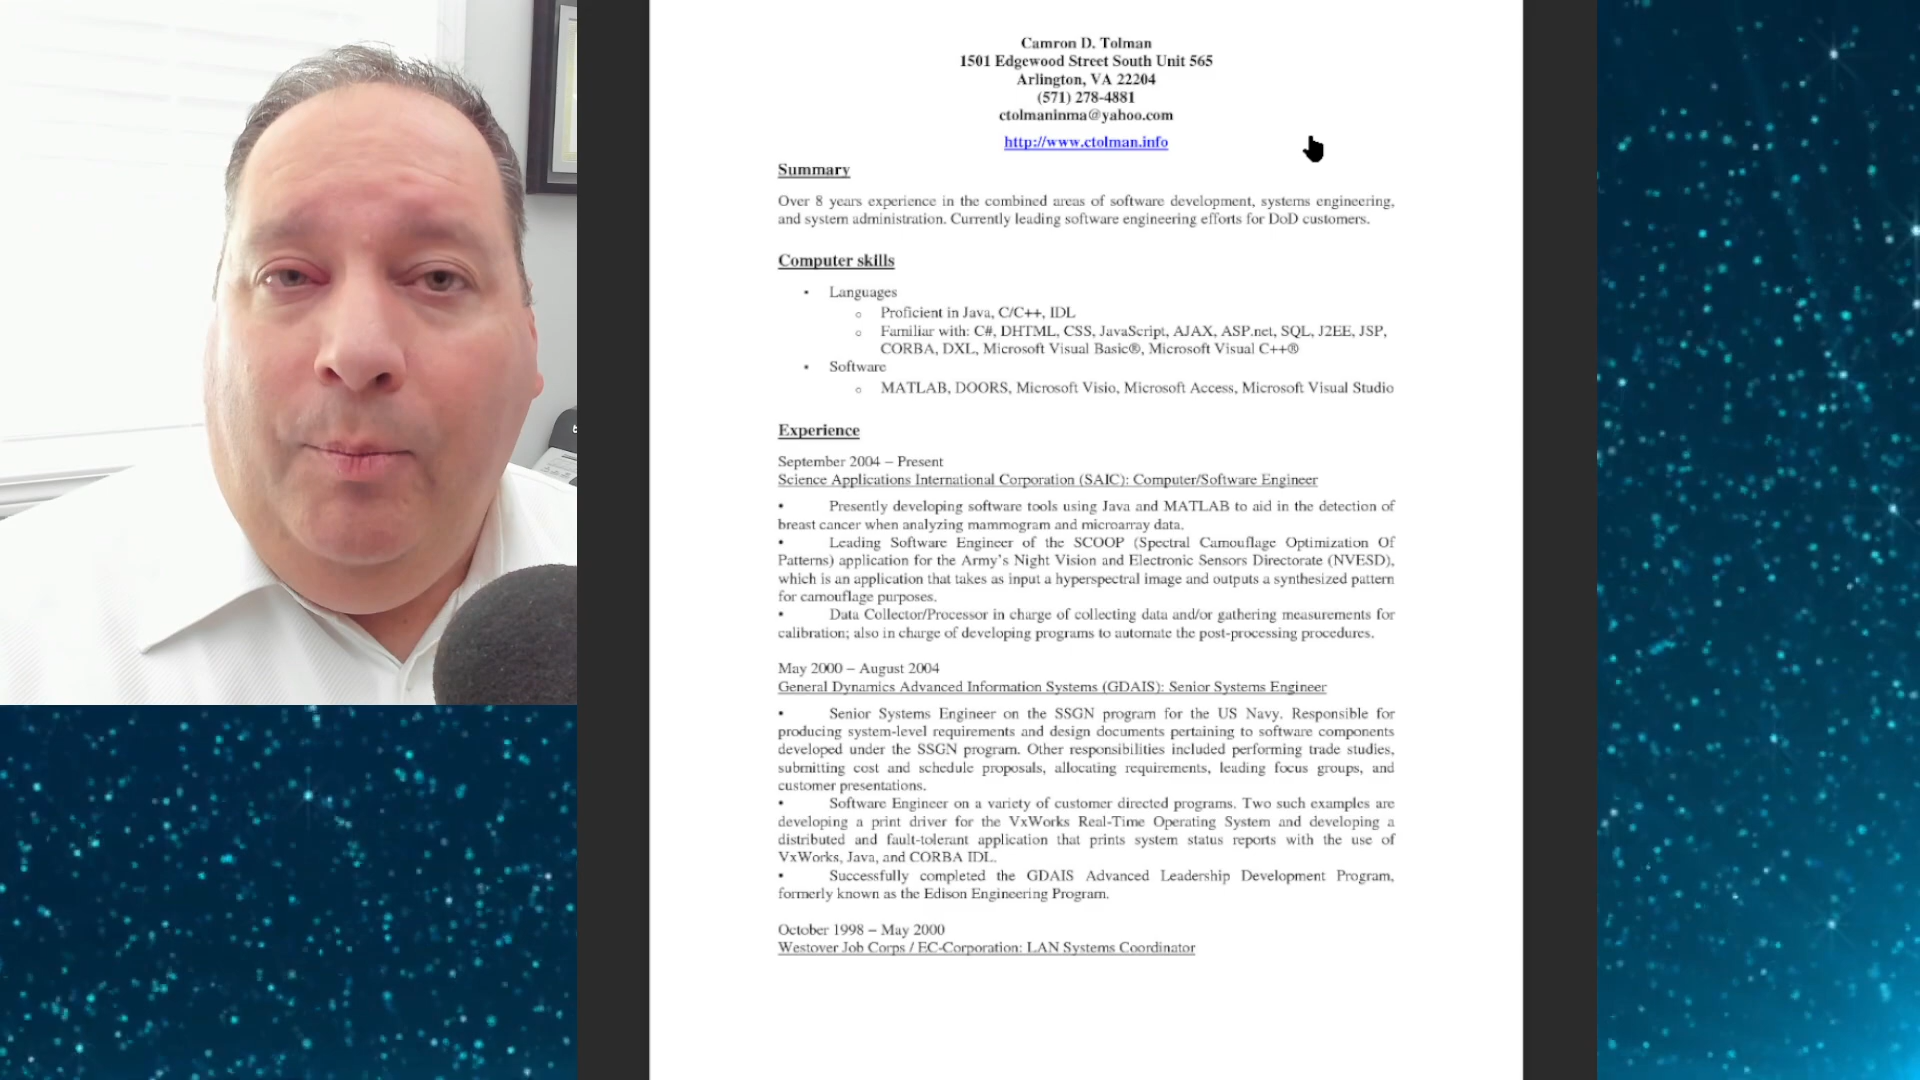 Camron D. Tolman
1501 Edgewood Street South Unit 565
Arlington, VA 22204
(571) 278-4881
ctolmaninma@yahoo.com
http://www.ctolman.info
Summary
Over 8 years experience in the combined areas of software development, systems engineering,
and system administration. Currently leading software engineering efforts for DoD customers.
Computer skills
• Languages
o Proficient in Java, C/C++, IDL
o Familiar with: C#, DHTML, CSS, JavaScript, AJAX, ASP.net, SQL, J2EE, JSP,
CORBA, DXL, Microsoft Visual Basic®, Microsoft Visual C++®
• Software
o MATLAB, DOORS, Microsoft Visio, Microsoft Access, Microsoft Visual Studio
Experience
September 2004 – Present
Science Applications International Corporation (SAIC): Computer/Software Engineer
• Presently developing software tools using Java and MATLAB to aid in the detection of
breast cancer when analyzing mammogram and microarray data.
• Leading Software Engineer of the SCOOP (Spectral Camouflage Optimization Of
Patterns) application for the Army's Night Vision and Electronic Sensors Directorate (NVESD),
which is an application that takes as input a hyperspectral image and outputs a synthesized pattern
for camouflage purposes.
• Data Collector/Processor in charge of collecting data and/or gathering measurements for
calibration; also in charge of developing programs to automate the post-processing procedures.
May 2000 – August 2004
General Dynamics Advanced Information Systems (GDAIS): Senior Systems Engineer
• Senior Systems Engineer on the SSGN program for the US Navy. Responsible for
producing system-level requirements and design documents pertaining to software components
developed under the SSGN program. Other responsibilities included performing trade studies,
submitting cost and schedule proposals, allocating requirements, leading focus groups, and
customer presentations.
• Software Engineer on a variety of customer directed programs. Two such examples are
developing a print driver for the VxWorks Real-Time Operating System and developing a
distributed and fault-tolerant application that prints system status reports with the use of
VxWorks, Java, and CORBA IDL.
• Successfully completed the GDAIS Advanced Leadership Development Program,
formerly known as the Edison Engineering Program.
October 1998 – May 2000
Westover Job Corps / EC-Corporation: LAN Systems Coordinator